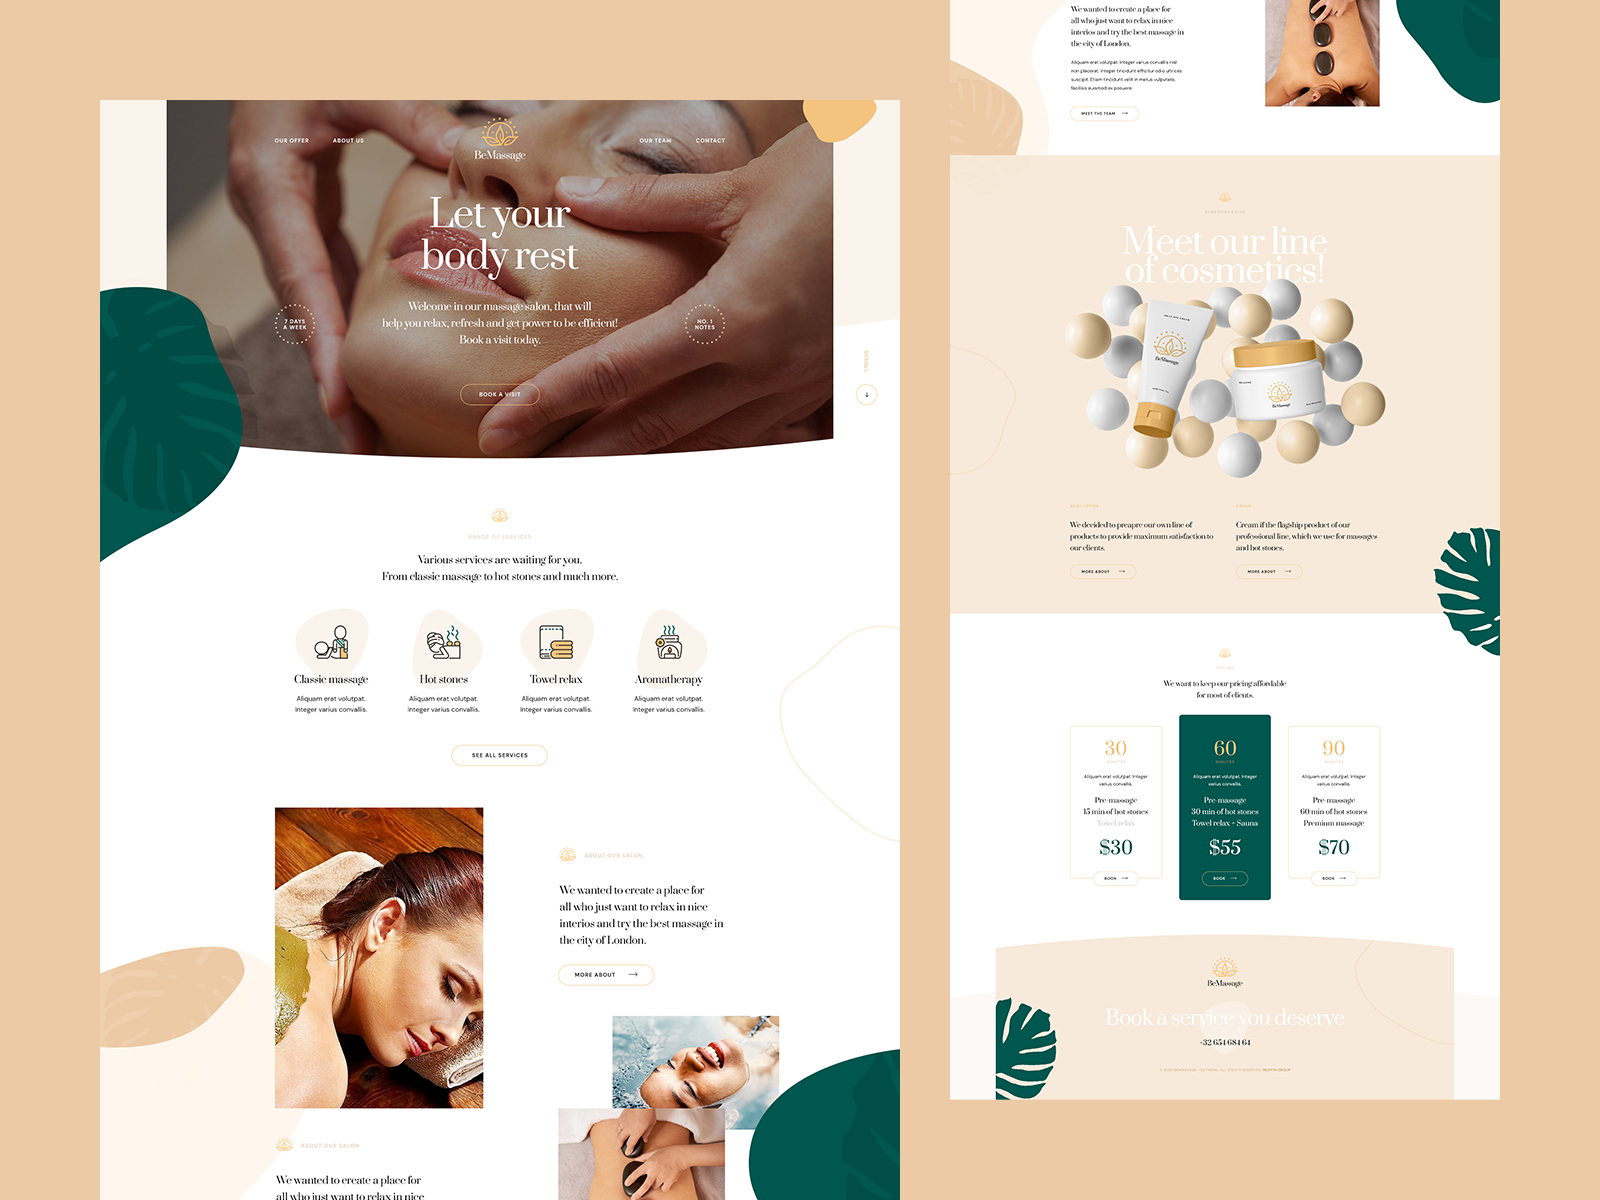 OUR OFFER
ABOUT US
BeMassage
OUR TEAM
CONTACT
Let your
body rest
Welcome in our massage salon, that will
help you relax, refresh and get power to be efficient!
Book a visit today.
7 DAYS
A WEEK
NO. 1
NOTES
BOOK A VISIT
SCROLL
RANGE OF SERVICES
Various services are waiting for you.
From classic massage to hot stones and much more.
Classic massage
Aliquam erat volutpat.
Integer varius convallis.
Hot stones
Aliquam erat volutpat.
Integer varius convallis.
Towel relax
Aliquam erat volutpat.
Integer varius convallis.
Aromatherapy
Aliquam erat volutpat.
Integer varius convallis.
SEE ALL SERVICES
ABOUT OUR SALON
We wanted to create a place for
all who just want to relax in nice
interios and try the best massage in
the city of London.
MORE ABOUT
ABOUT OUR SALON
We wanted to create a place for
all who just want to relax in nice
We wanted to create a place for
all who just want to relax in nice
interios and try the best massage in
the city of London.
Aliquam erat volutpat. Integer varius convallis nisl
non placerat. Integer tincidunt efficitur odio ultrices
suscipit. Etiam tincidunt velit in metus vulputate,
facilisis euismod ex posuere.
MEET THE TEAM
Meet our line
of cosmetics!
BeMassage
BeMassage
BODY LOTION
We decided to preapre our own line of
products to provide maximum satisfaction to
our clients.
MORE ABOUT
CREAM
Cream if the flagship product of our
professional line, which we use for massages
and hot stones.
MORE ABOUT
PRICING
We want to keep our pricing affordable
for most of clients.
30
MINUTES
Aliquam erat volutpat. Integer
varius convallis.
Pre-massage
15 min of hot stones
Towel relax
$30
BOOK
60
MINUTES
Aliquam erat volutpat. Integer
varius convallis.
Pre-massage
30 min of hot stones
Towel relax + Sauna
$55
BOOK
90
MINUTES
Aliquam erat volutpat. Integer
varius convallis.
Pre-massage
60 min of hot stones
Premium massage
$70
BOOK
BeMassage
Book a service you deserve
+32 654 684 64
ALL RIGHTS RESERVED. MUFFIN GROUP